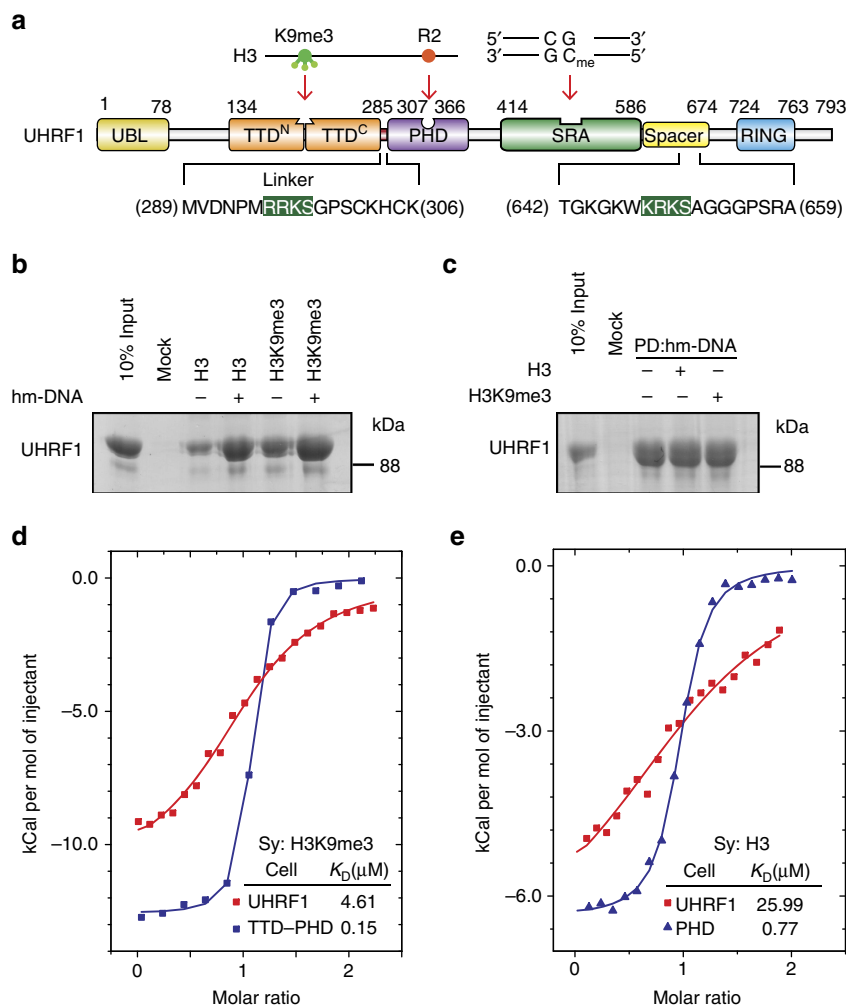 a
K9me3 R2
H3
5′ C G 3′
3′ G Cme 5′
1 78 134 285 307 366 414 586 674 724 763 793
UHRF1 UBL TTDN TTDC PHD SRA Spacer RING
Linker
(289) MVDNPMRRKSGPSCKHCK(306) (642) TGKGKWKRKSAGGGPSRA(659)
b
10% Input Mock H3 H3 H3K9me3 H3K9me3
hm-DNA – + – +
UHRF1
kDa
88
c
10% Input Mock PD:hm-DNA
H3 – + –
H3K9me3 – – +
UHRF1
kDa
88
d
kCal per mol of injectant
0.0
–5.0
–10.0
Sy: H3K9me3
Cell KD(μM)
UHRF1 4.61
TTD–PHD 0.15
0 1 2
Molar ratio
e
kCal per mol of injectant
0.0
–3.0
–6.0
Sy: H3
Cell KD(μM)
UHRF1 25.99
PHD 0.77
0 1 2
Molar ratio